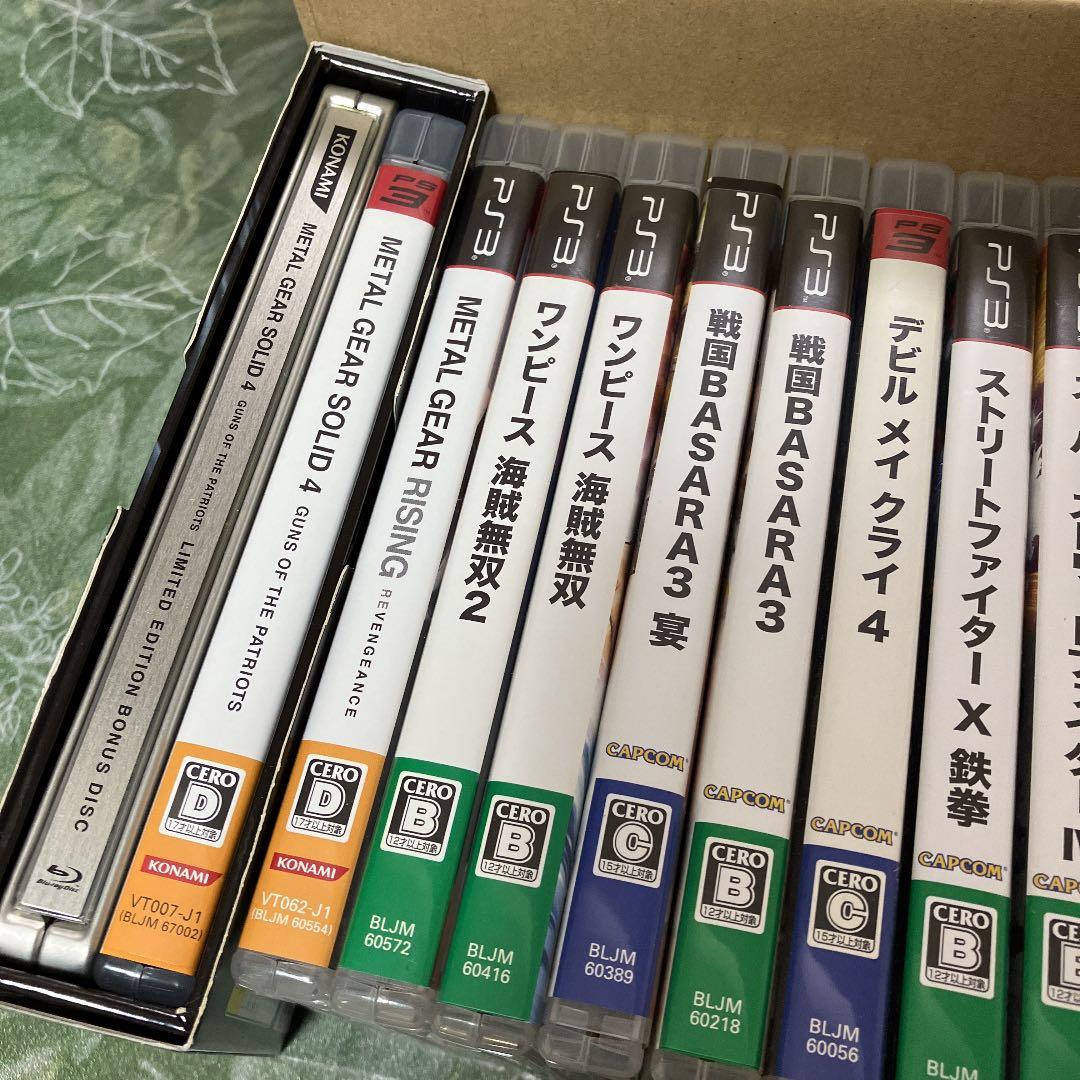 KONAMI
METAL GEAR SOLID 4 GUNS OF THE PATRIOTS LIMITED EDITION BONUS DISC
Blu-ray Disc
PS3
METAL GEAR SOLID 4 GUNS OF THE PATRIOTS
CERO
D
17才以上対象
KONAMI
VT007-J1
(BLJM 67002)
PS3
METAL GEAR RISING REVENGEANCE
CERO
D
17才以上対象
KONAMI
VT062-J1
(BLJM 60554)
PS3
ワンピース 海賊無双2
CERO
B
12才以上対象
BLJM
60572
PS3
ワンピース 海賊無双
CERO
B
12才以上対象
BLJM
60416
PS3
戦国BASARA3 宴
CAPCOM
CERO
C
15才以上対象
BLJM
60389
PS3
戦国BASARA3
CAPCOM
CERO
B
12才以上対象
BLJM
60218
PS3
デビル メイ クライ 4
CAPCOM
CERO
C
15才以上対象
BLJM
60056
PS3
ストリートファイター X 鉄拳
CAPCOM
CERO
B
12才以上対象
BLJM
IV
CAPCOM
CERO
B